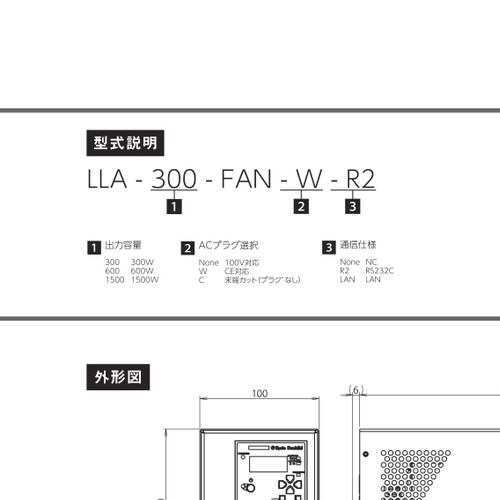 型式説明
LLA - 300 - FAN - W - R2
1 2 3
1 出力容量
300 300W
600 600W
1500 1500W
2 ACプラグ選択
None 100V対応
W CE対応
C 末端カット(プラグなし)
3 通信仕様
None NC
R2 RS232C
LAN LAN
外形図
100
(6)